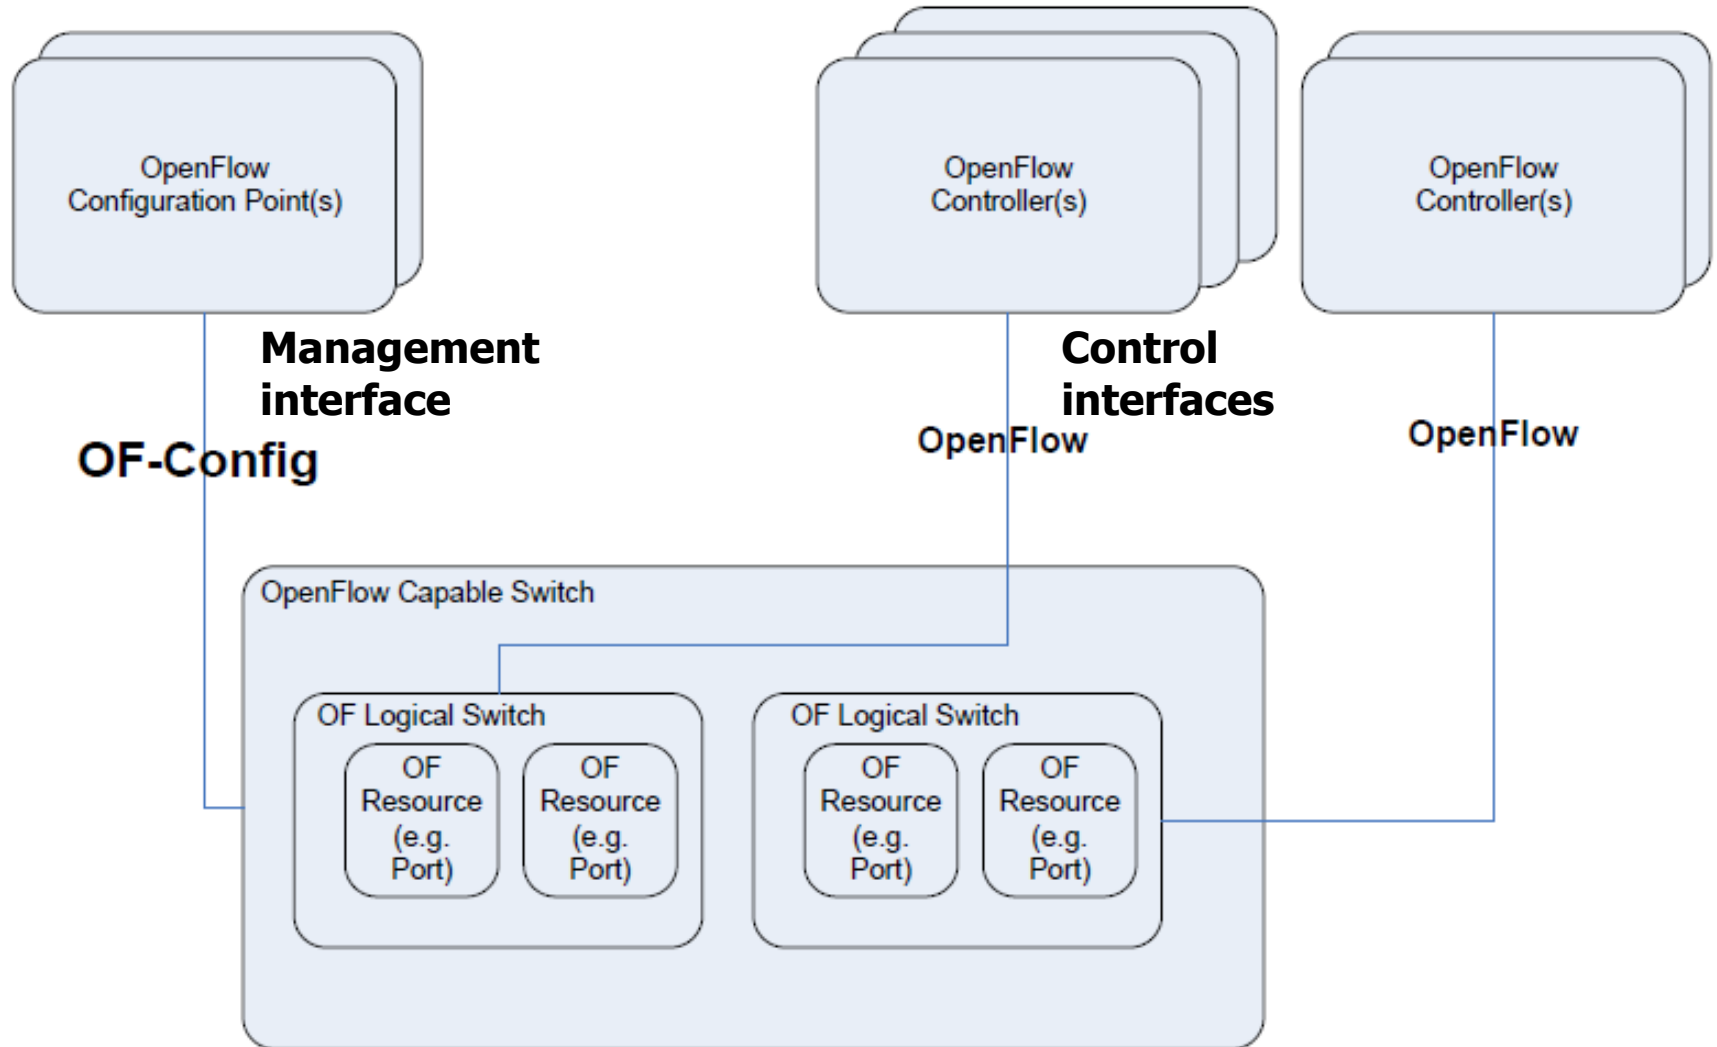 OpenFlow
Configuration Point(s)
OpenFlow
Controller(s)
OpenFlow
Controller(s)
Management
interface
OF-Config
Control
interfaces
OpenFlow
OpenFlow
OpenFlow Capable Switch
OF Logical Switch
OF
Resource
(e.g.
Port)
OF
Resource
(e.g.
Port)
OF Logical Switch
OF
Resource
(e.g.
Port)
OF
Resource
(e.g.
Port)